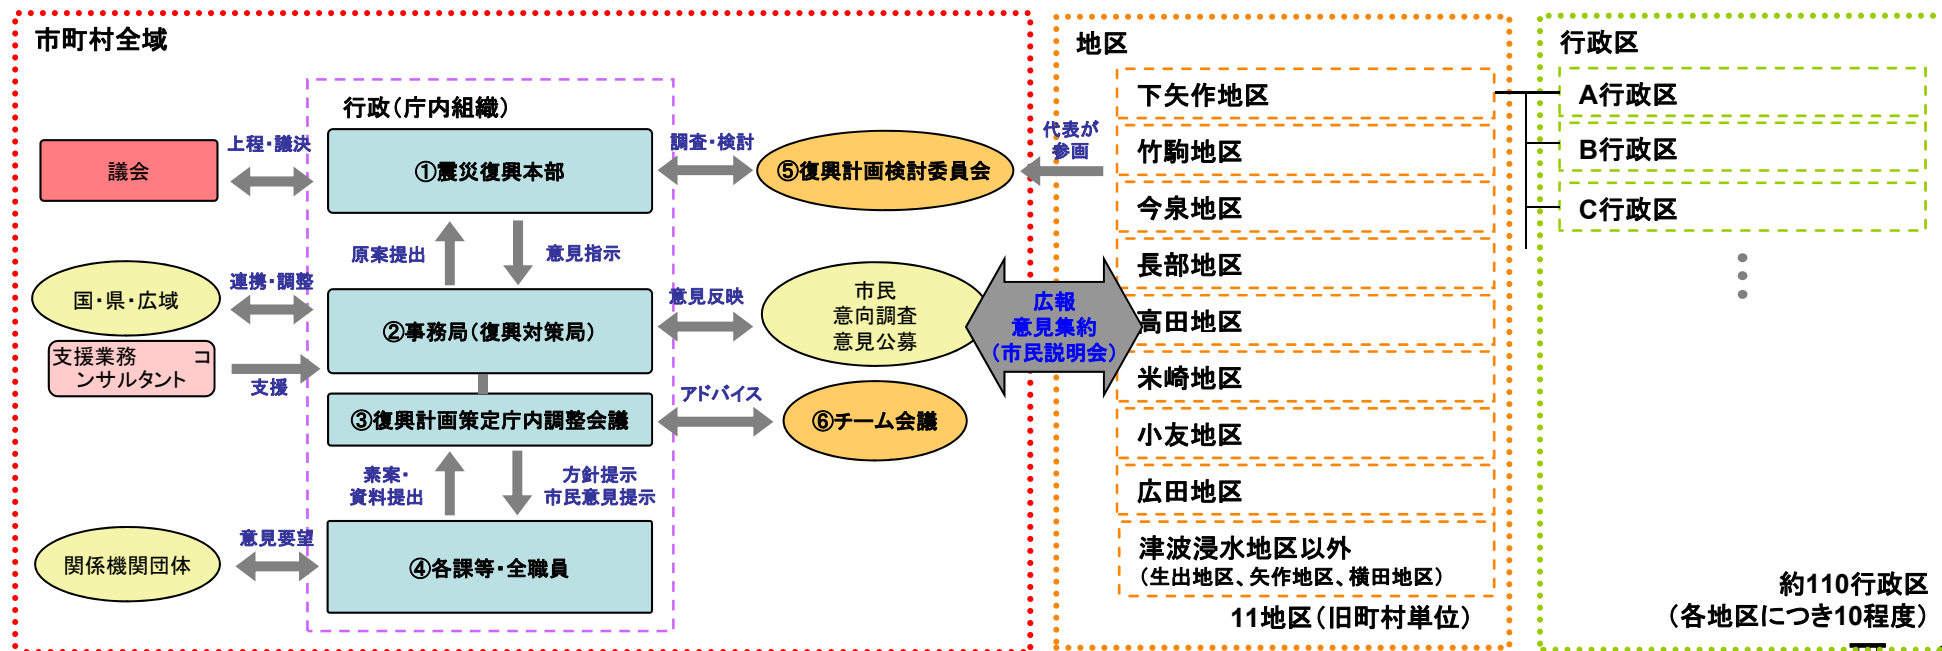 市町村全域
行政（庁内組織）
議会
上程・議決
①震災復興本部
調査・検討
⑤復興計画検討委員会
代表が
参画
原案提出
意見指示
国・県・広域
連携・調整
②事務局（復興対策局）
意見反映
市民
意向調査
意見公募
広報
意見集約
（市民説明会）
支援業務　　　コ
ンサルタント
支援
③復興計画策定庁内調整会議
アドバイス
⑥チーム会議
素案・
資料提出
方針提示
市民意見提示
関係機関団体
意見要望
④各課等・全職員
地区
下矢作地区
竹駒地区
今泉地区
長部地区
高田地区
米崎地区
小友地区
広田地区
津波浸水地区以外
（生出地区、矢作地区、横田地区）
11地区（旧町村単位）
行政区
A行政区
B行政区
C行政区
約110行政区
（各地区につき10程度）